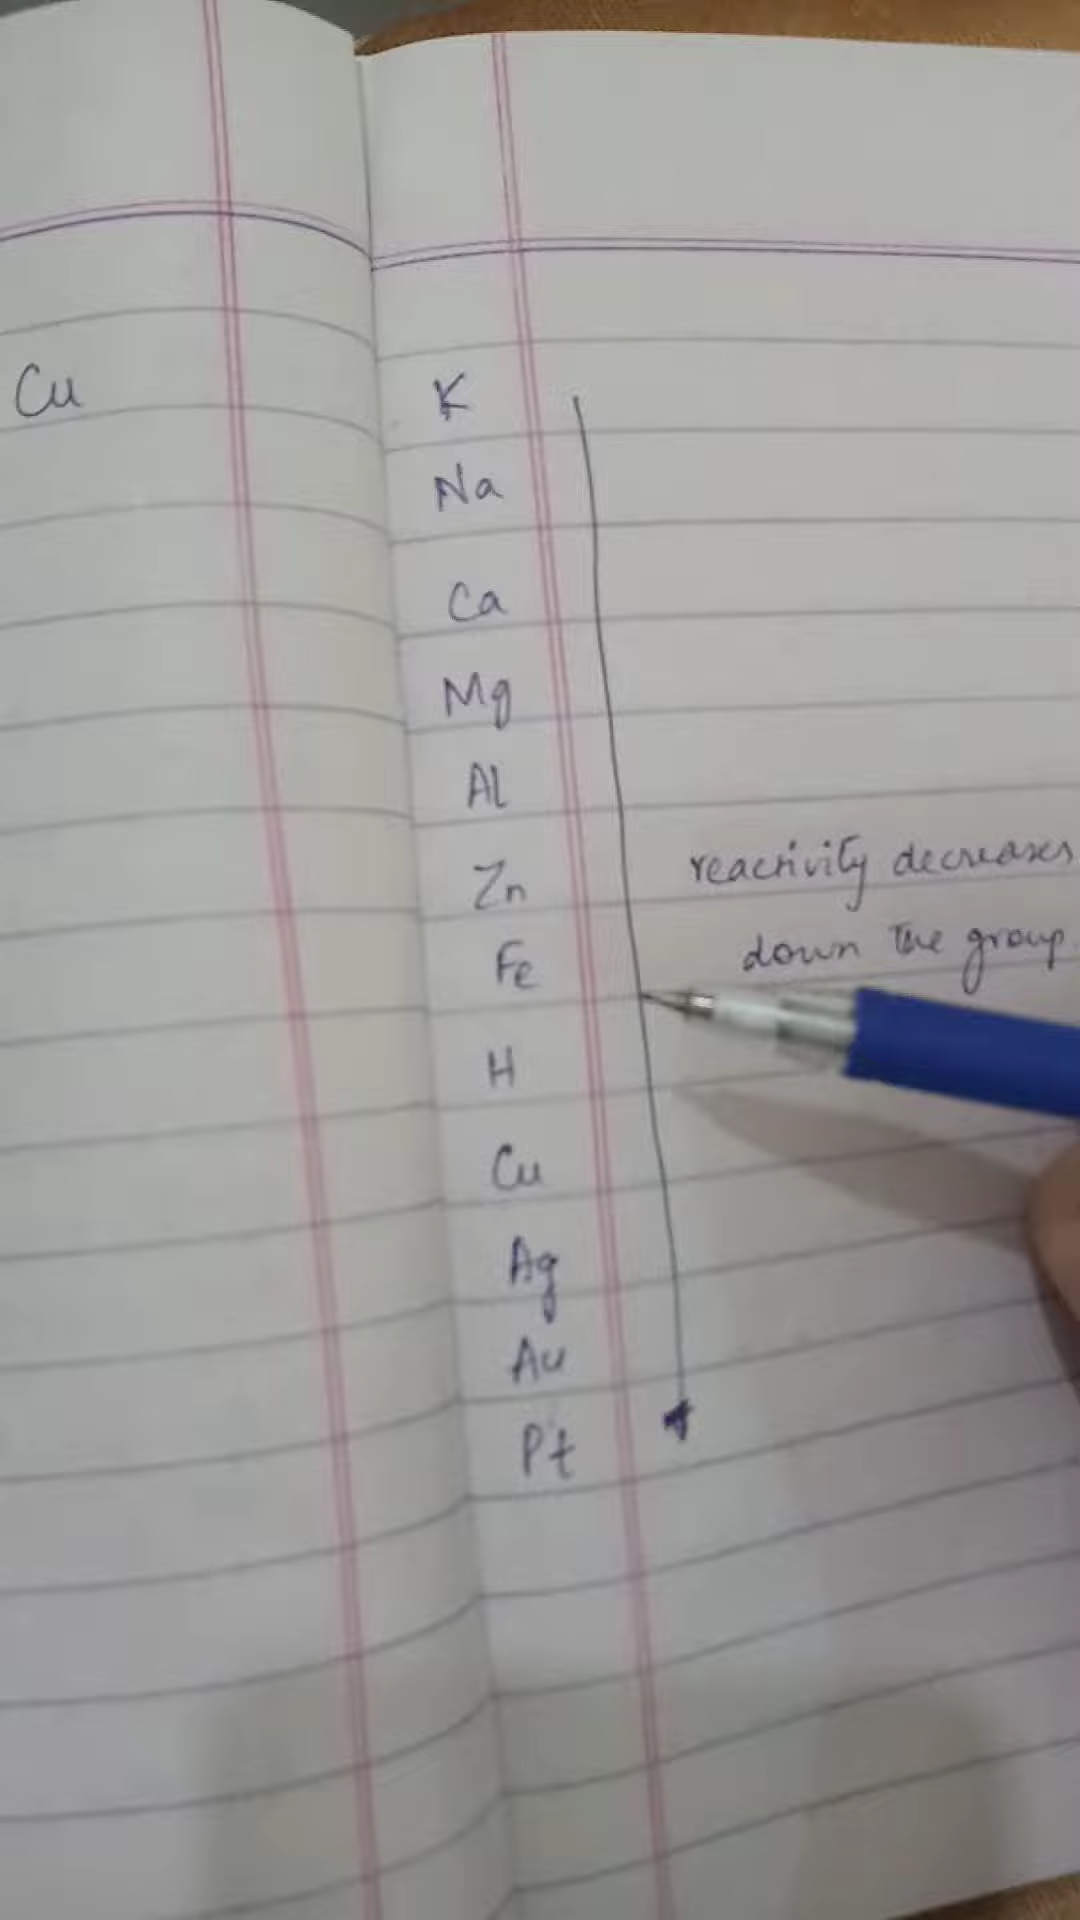 Cu
K
Na
Ca
Mg
Al
Zn
Fe
H
Cu
Ag
Au
Pt
reactivity decreases
down the group